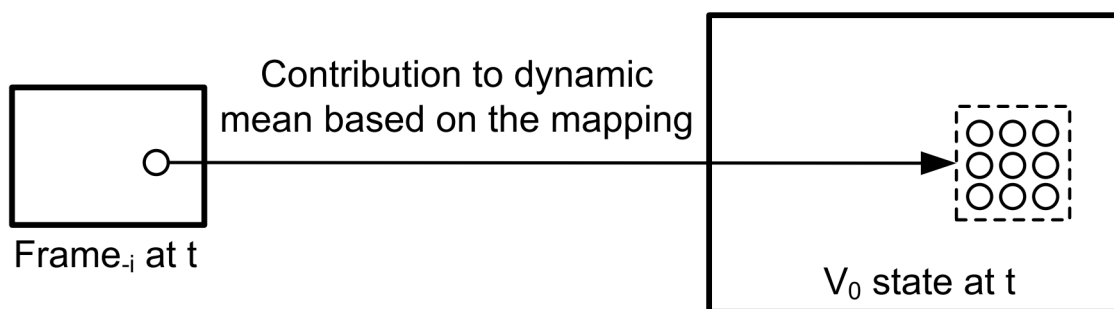 Contribution to dynamic
mean based on the mapping
Frame₋ᵢ at t
V₀ state at t